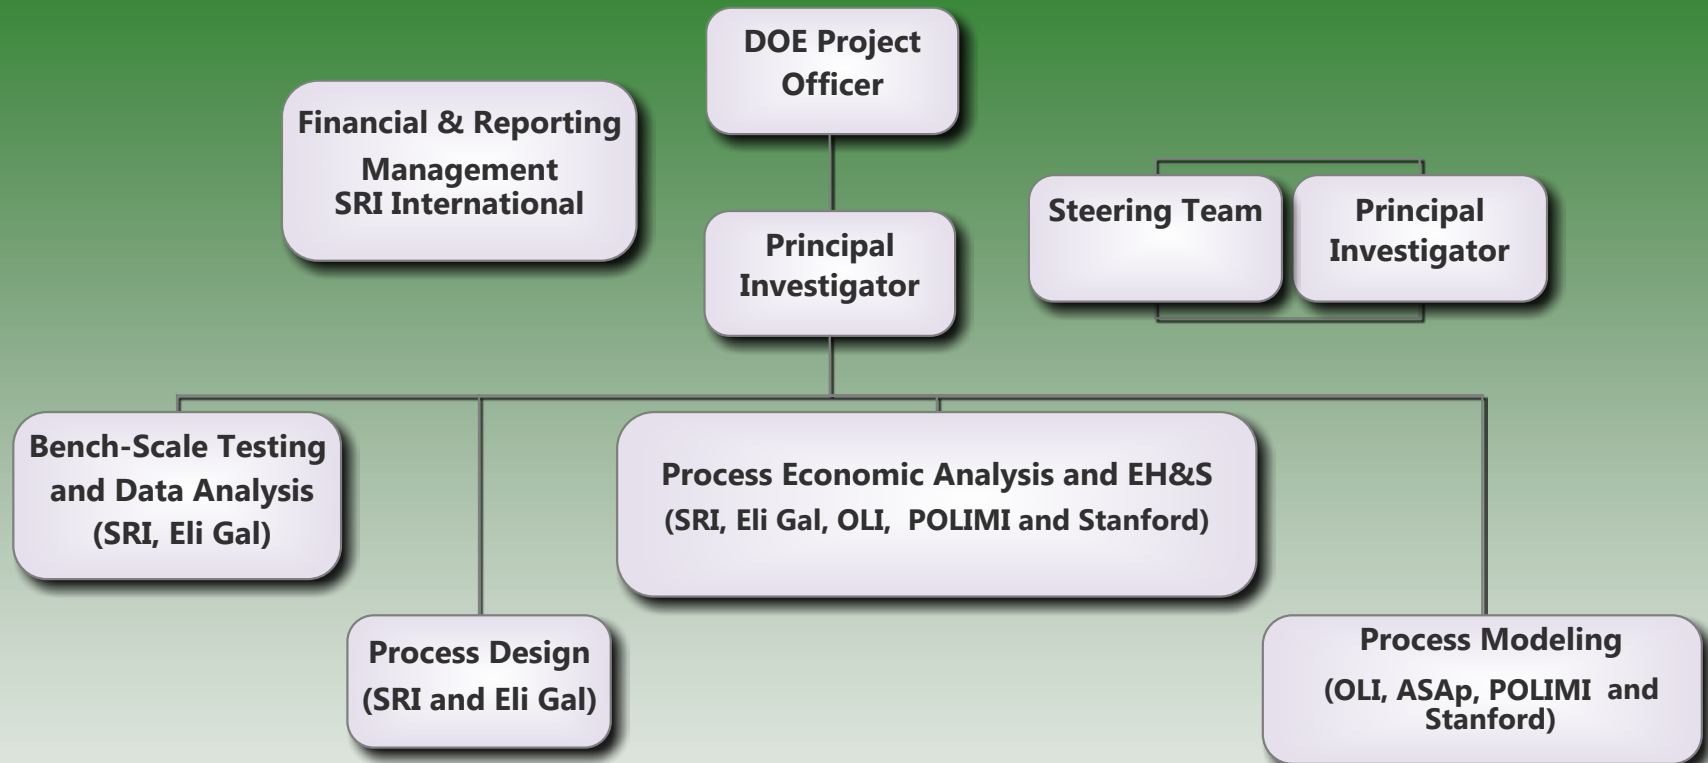 DOE Project
Officer
Financial & Reporting
Management
SRI International
Principal
Investigator
Steering Team
Principal
Investigator
Bench-Scale Testing
and Data Analysis
(SRI, Eli Gal)
Process Economic Analysis and EH&S
(SRI, Eli Gal, OLI, POLIMI and Stanford)
Process Design
(SRI and Eli Gal)
Process Modeling
(OLI, ASAp, POLIMI and
Stanford)